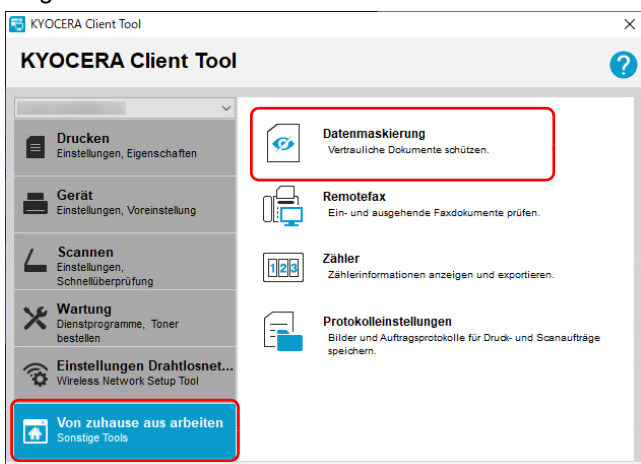 KYOCERA Client Tool
KYOCERA Client Tool
?
Drucken
Einstellungen, Eigenschaften
Gerät
Einstellungen, Voreinstellung
Scannen
Einstellungen,
Schnellüberprüfung
Wartung
Dienstprogramme, Toner
bestellen
Einstellungen Drahtlosnet...
Wireless Network Setup Tool
Von zuhause aus arbeiten
Sonstige Tools
Datenmaskierung
Vertrauliche Dokumente schützen.
Remotefax
Ein- und ausgehende Faxdokumente prüfen.
123
Zähler
Zählerinformationen anzeigen und exportieren.
Protokolleinstellungen
Bilder und Auftragsprotokolle für Druck- und Scanaufträge
speichern.